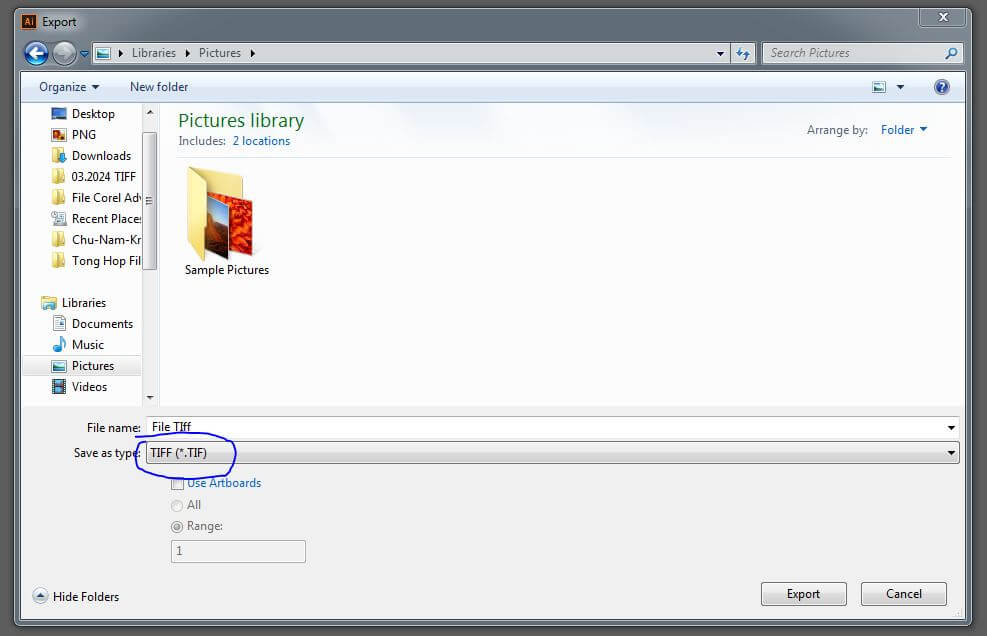 Ai Export
Libraries Pictures
Search Pictures
Organize New folder
Desktop
PNG
Downloads
03.2024 TIFF
File Corel Adv
Recent Places
Chu-Nam-Kr
Tong Hop Fil
Libraries
Documents
Music
Pictures
Videos
Pictures library
Includes: 2 locations
Arrange by: Folder
Sample Pictures
File name: File TIff
Save as type: TIFF (*.TIF)
Use Artboards
All
Range:
1
Hide Folders
Export Cancel